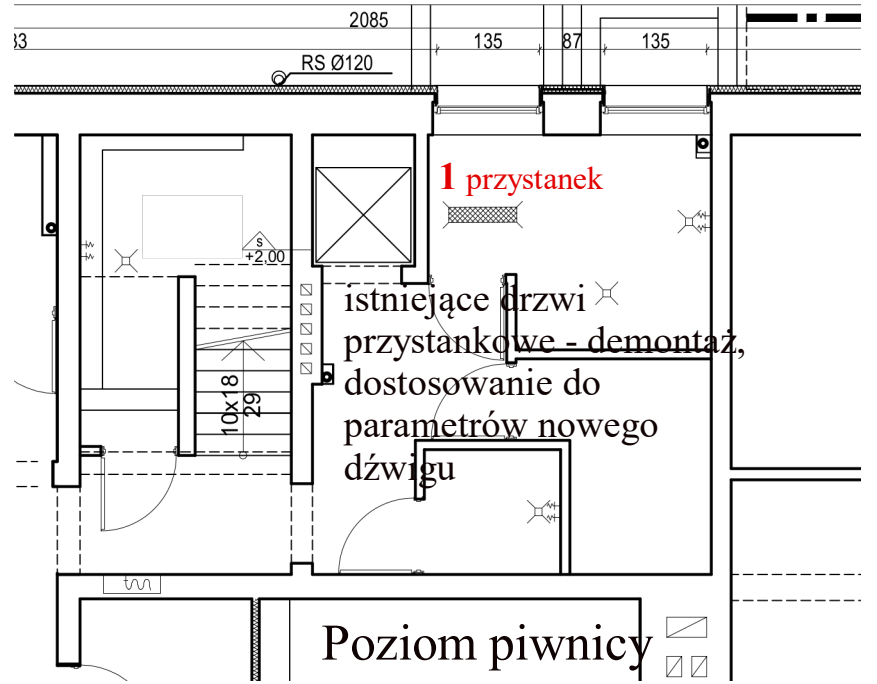 2085
33
135
87
135
RS Ø120
1 przystanek
s
+2,00
istniejące drzwi
przystankowe - demontaż,
dostosowanie do
parametrów nowego
dźwigu
10x18
29
Poziom piwnicy